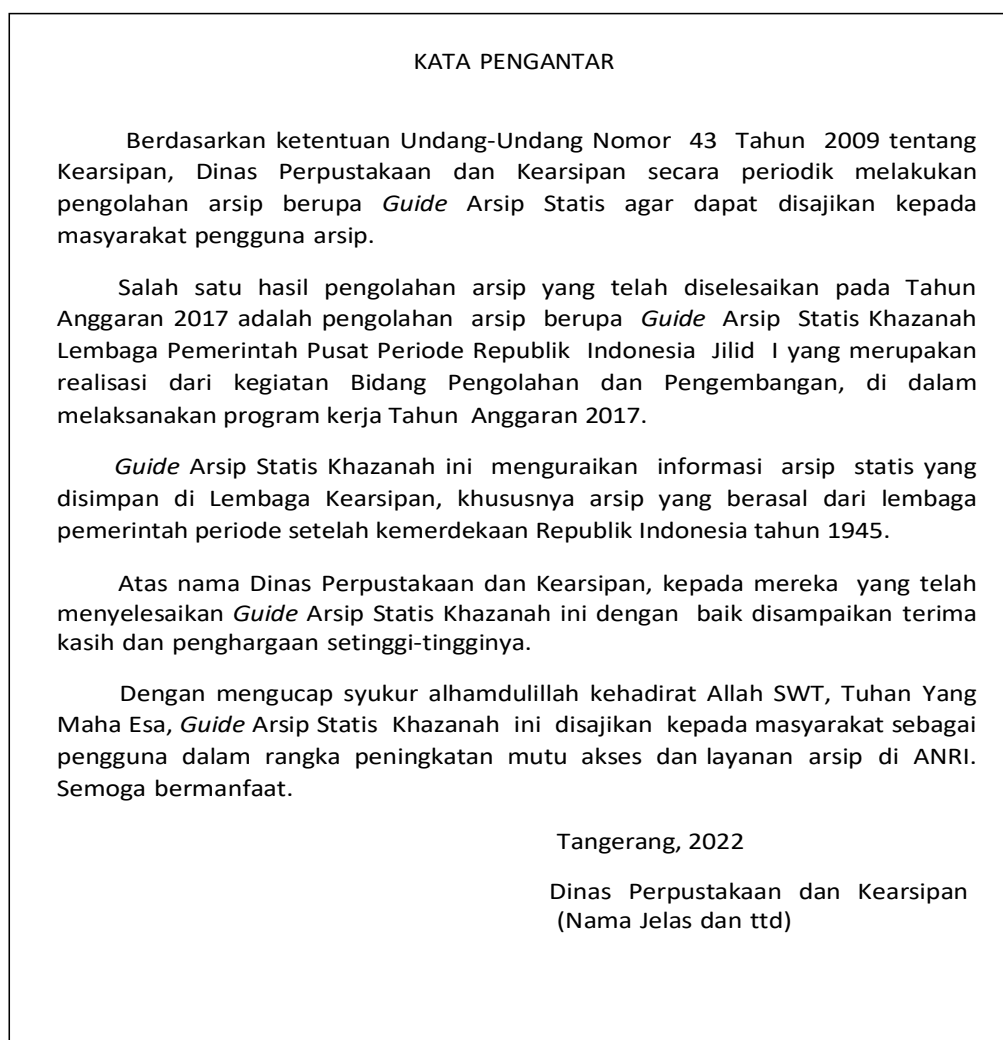 KATA PENGANTAR
Berdasarkan ketentuan Undang-Undang Nomor 43 Tahun 2009 tentang
Kearsipan, Dinas Perpustakaan dan Kearsipan secara periodik melakukan
pengolahan arsip berupa Guide Arsip Statis agar dapat disajikan kepada
masyarakat pengguna arsip.
Salah satu hasil pengolahan arsip yang telah diselesaikan pada Tahun
Anggaran 2017 adalah pengolahan arsip berupa Guide Arsip Statis Khazanah
Lembaga Pemerintah Pusat Periode Republik Indonesia Jilid I yang merupakan
realisasi dari kegiatan Bidang Pengolahan dan Pengembangan, di dalam
melaksanakan program kerja Tahun Anggaran 2017.
Guide Arsip Statis Khazanah ini menguraikan informasi arsip statis yang
disimpan di Lembaga Kearsipan, khususnya arsip yang berasal dari lembaga
pemerintah periode setelah kemerdekaan Republik Indonesia tahun 1945.
Atas nama Dinas Perpustakaan dan Kearsipan, kepada mereka yang telah
menyelesaikan Guide Arsip Statis Khazanah ini dengan baik disampaikan terima
kasih dan penghargaan setinggi-tingginya.
Dengan mengucap syukur alhamdulillah kehadirat Allah SWT, Tuhan Yang
Maha Esa, Guide Arsip Statis Khazanah ini disajikan kepada masyarakat sebagai
pengguna dalam rangka peningkatan mutu akses dan layanan arsip di ANRI.
Semoga bermanfaat.
Tangerang, 2022
Dinas Perpustakaan dan Kearsipan
(Nama Jelas dan ttd)